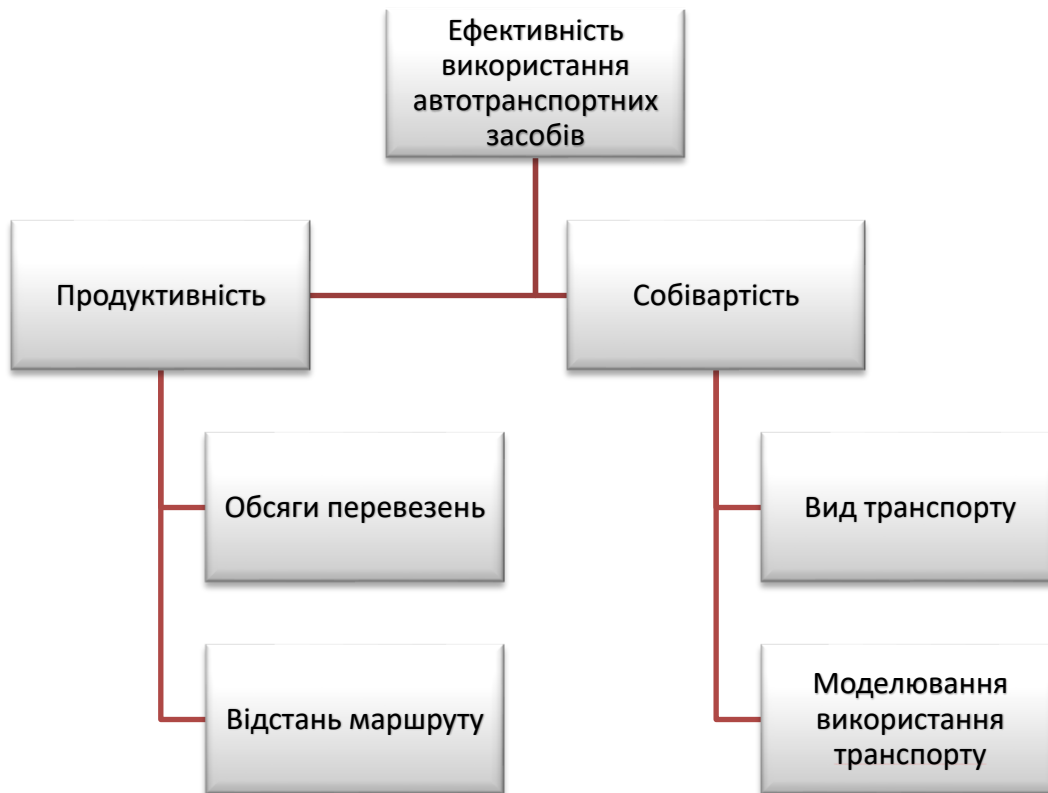 Ефективність
використання
автотранспортних
засобів
Продуктивність
Собівартість
Обсяги перевезень
Вид транспорту
Відстань маршруту
Моделювання
використання
транспорту